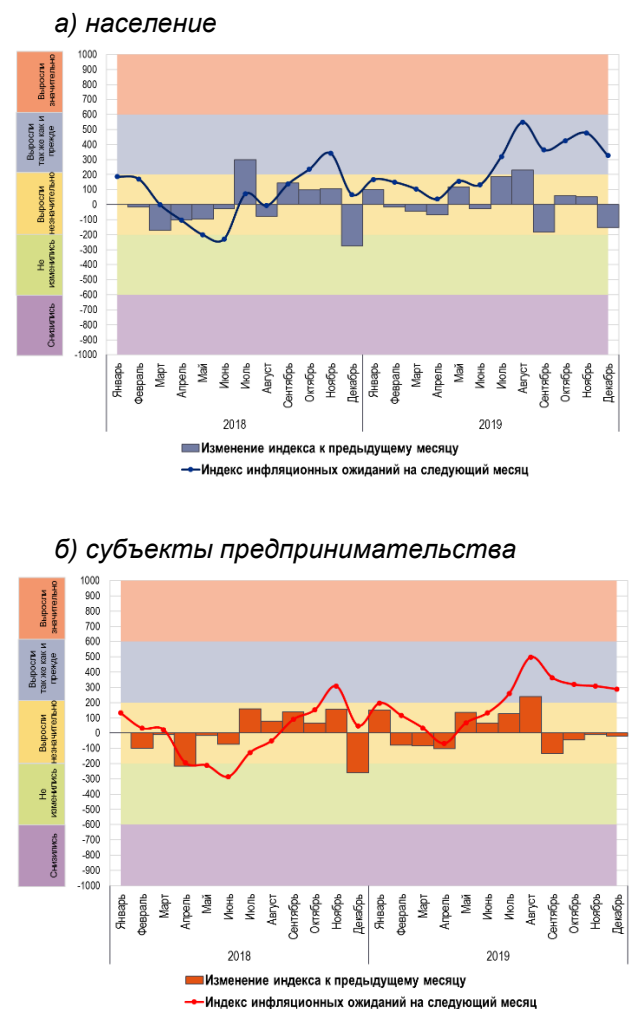 а) население
Выросли
значительно
Выросли
так же как и
прежде
Выросли
незначительно
Не
изменились
Снизились
1000
900
800
700
600
500
400
300
200
100
0
-100
-200
-300
-400
-500
-600
-700
-800
-900
-1000
Январь Февраль Март Апрель Май Июнь Июль Август Сентябрь Октябрь Ноябрь Декабрь Январь Февраль Март Апрель Май Июнь Июль Август Сентябрь Октябрь Ноябрь Декабрь
2018 2019
Изменение индекса к предыдущему месяцу
Индекс инфляционных ожиданий на следующий месяц
б) субъекты предпринимательства
Выросли
значительно
Выросли
так же как и
прежде
Выросли
незначительно
Не
изменились
Снизились
1000
900
800
700
600
500
400
300
200
100
0
-100
-200
-300
-400
-500
-600
-700
-800
-900
-1000
Январь Февраль Март Апрель Май Июнь Июль Август Сентябрь Октябрь Ноябрь Декабрь Январь Февраль Март Апрель Май Июнь Июль Август Сентябрь Октябрь Ноябрь Декабрь
2018 2019
Изменение индекса к предыдущему месяцу
Индекс инфляционных ожиданий на следующий месяц